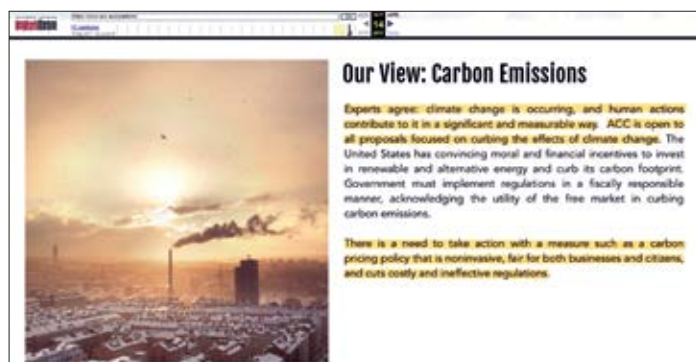 14
Our View: Carbon Emissions
Experts agree: climate change is occurring, and human actions
contribute to it in a significant and measurable way. ACC is open to
all proposals focused on curbing the effects of climate change. The
United States has convincing moral and financial incentives to invest
in renewable and alternative energy and curb its carbon footprint.
Government must implement regulations in a fiscally responsible
manner, acknowledging the utility of the free market in curbing
carbon emissions.
There is a need to take action with a measure such as a carbon
pricing policy that is noninvasive, fair for both businesses and citizens,
and cuts costly and ineffective regulations.